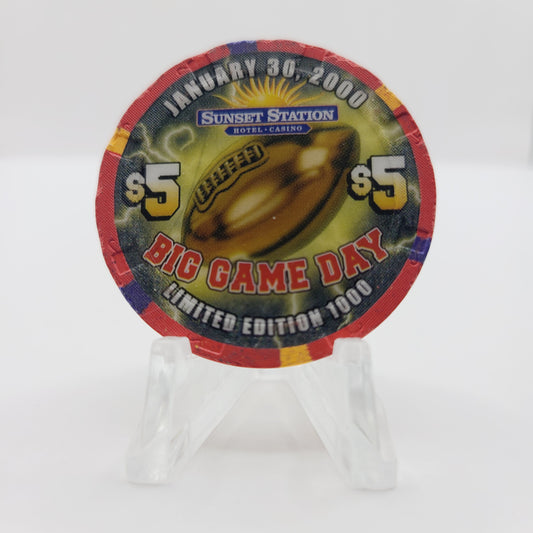 JANUARY 30, 2000
SUNSET STATION
HOTEL · CASINO
$5
$5
BIG GAME DAY
LIMITED EDITION 1000